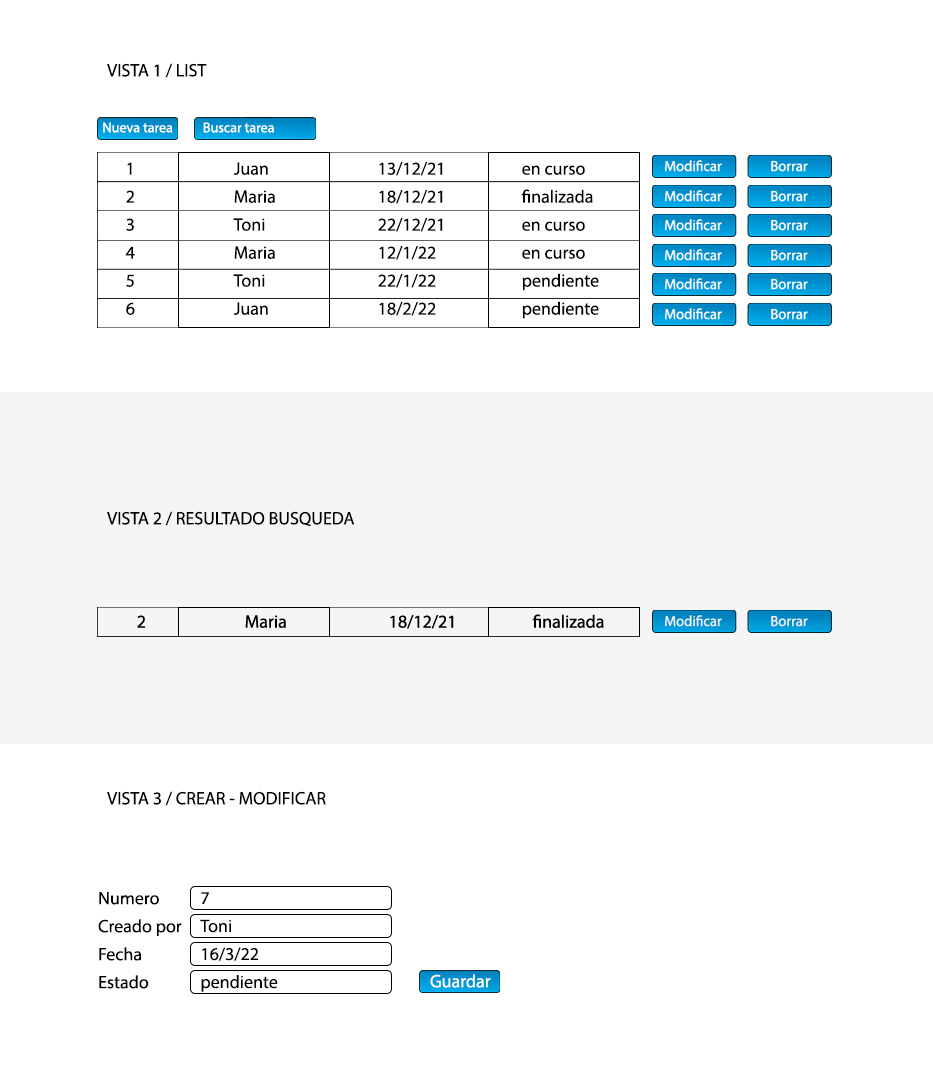 VISTA 1 / LIST
Nueva tarea Buscar tarea
1 Juan 13/12/21 en curso Modificar Borrar
2 Maria 18/12/21 finalizada Modificar Borrar
3 Toni 22/12/21 en curso Modificar Borrar
4 Maria 12/1/22 en curso Modificar Borrar
5 Toni 22/1/22 pendiente Modificar Borrar
6 Juan 18/2/22 pendiente Modificar Borrar
VISTA 2 / RESULTADO BUSQUEDA
2 Maria 18/12/21 finalizada Modificar Borrar
VISTA 3 / CREAR - MODIFICAR
Numero 7
Creado por Toni
Fecha 16/3/22
Estado pendiente Guardar